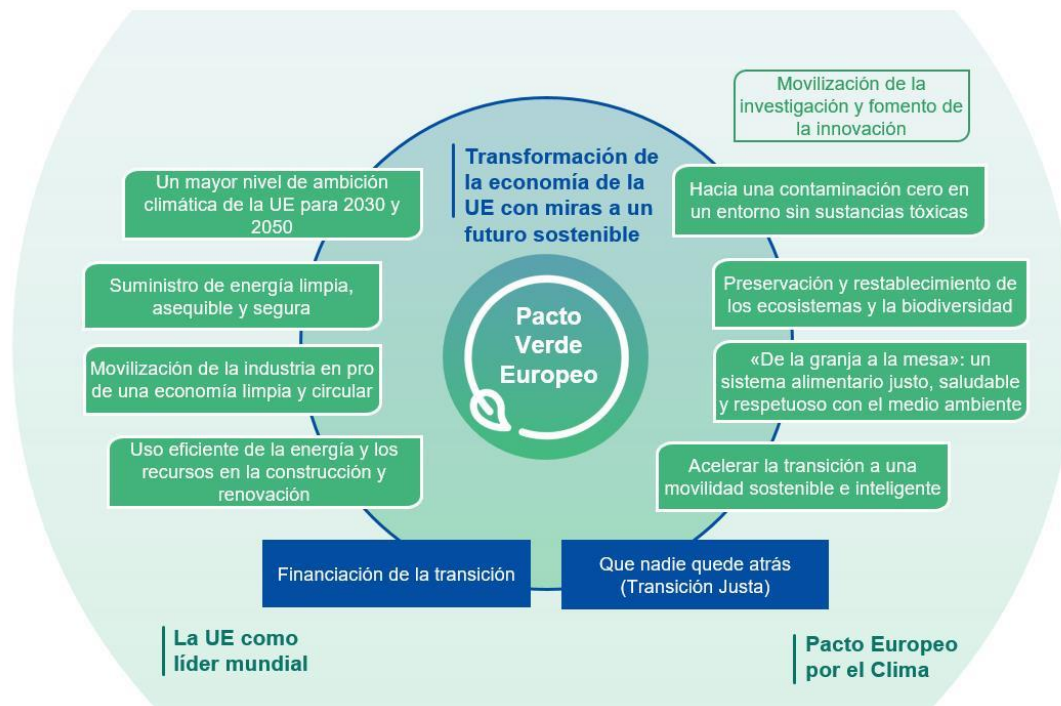 Movilización de la
investigación y fomento de
la innovación
Transformación de
la economía de la
UE con miras a un
futuro sostenible
Un mayor nivel de ambición
climática de la UE para 2030 y
2050
Hacia una contaminación cero en
un entorno sin sustancias tóxicas
Suministro de energía limpia,
asequible y segura
Preservación y restablecimiento de
los ecosistemas y la biodiversidad
Pacto
Verde
Europeo
Movilización de la industria en pro
de una economía limpia y circular
«De la granja a la mesa»: un
sistema alimentario justo, saludable
y respetuoso con el medio ambiente
Uso eficiente de la energía y los
recursos en la construcción y
renovación
Acelerar la transición a una
movilidad sostenible e inteligente
Financiación de la transición
Que nadie quede atrás
(Transición Justa)
La UE como
líder mundial
Pacto Europeo
por el Clima